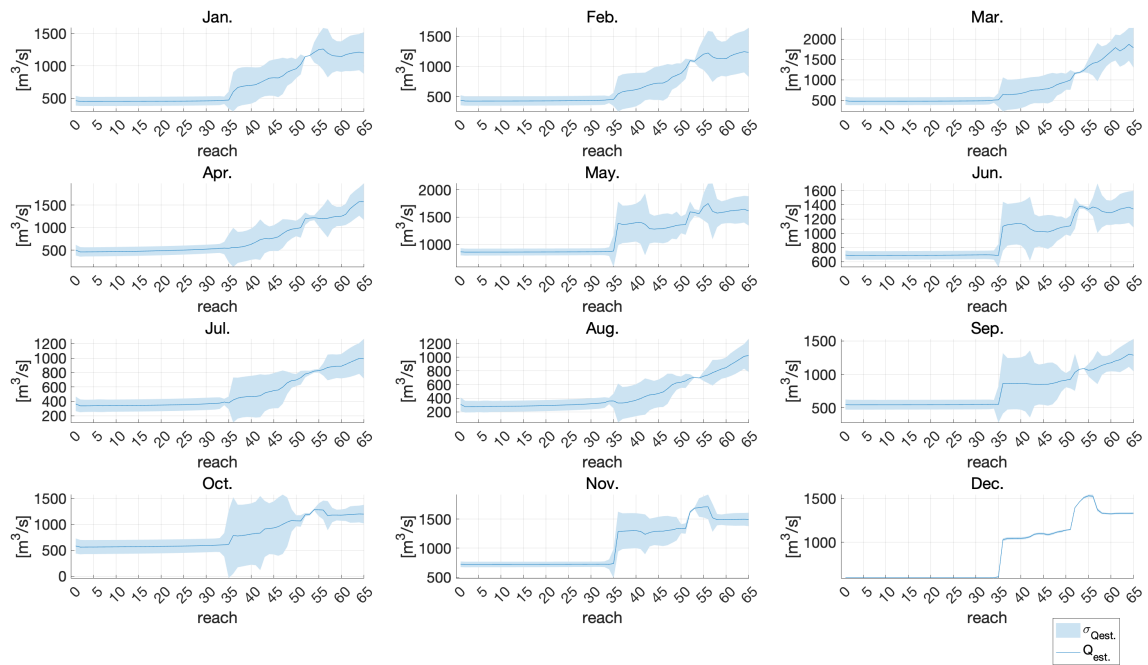 Jan.
Feb.
Mar.
1500
1000
500
[m³/s]
0 5 10 15 20 25 30 35 40 45 50 55 60 65
reach
1500
1000
500
[m³/s]
0 5 10 15 20 25 30 35 40 45 50 55 60 65
reach
2000
1500
1000
500
[m³/s]
0 5 10 15 20 25 30 35 40 45 50 55 60 65
reach
Apr.
May.
Jun.
1500
1000
500
[m³/s]
0 5 10 15 20 25 30 35 40 45 50 55 60 65
reach
2000
1500
1000
[m³/s]
0 5 10 15 20 25 30 35 40 45 50 55 60 65
reach
1600
1400
1200
1000
800
600
[m³/s]
0 5 10 15 20 25 30 35 40 45 50 55 60 65
reach
Jul.
Aug.
Sep.
1200
1000
800
600
400
200
[m³/s]
0 5 10 15 20 25 30 35 40 45 50 55 60 65
reach
1200
1000
800
600
400
200
[m³/s]
0 5 10 15 20 25 30 35 40 45 50 55 60 65
reach
1500
1000
500
[m³/s]
0 5 10 15 20 25 30 35 40 45 50 55 60 65
reach
Oct.
Nov.
Dec.
1500
1000
500
0
[m³/s]
0 5 10 15 20 25 30 35 40 45 50 55 60 65
reach
1500
1000
500
[m³/s]
0 5 10 15 20 25 30 35 40 45 50 55 60 65
reach
1500
1000
[m³/s]
0 5 10 15 20 25 30 35 40 45 50 55 60 65
reach
σ Qest.
Q est.